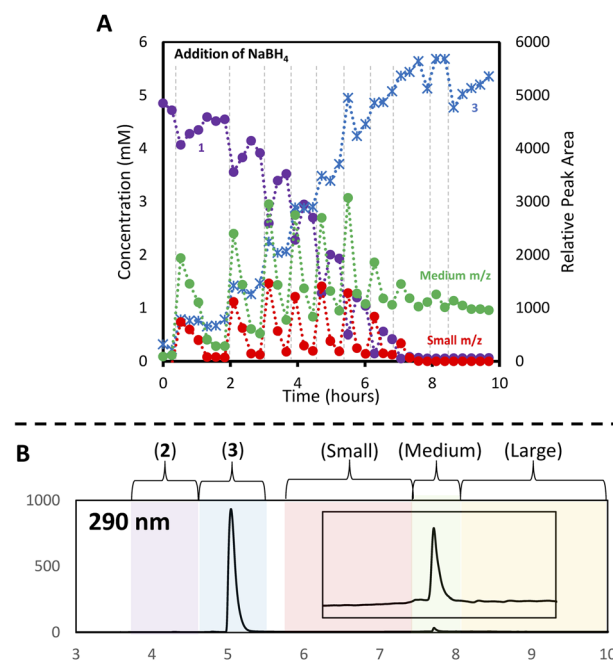 A
Addition of NaBH4
6
5
4
3
2
1
0
6000
5000
4000
3000
2000
1000
0
Concentration (mM)
Relative Peak Area
1
3
Medium m/z
Small m/z
0 2 4 6 8 10
Time (hours)
B
(2) (3) (Small) (Medium) (Large)
290 nm
1000
500
0
3 4 5 6 7 8 9 10